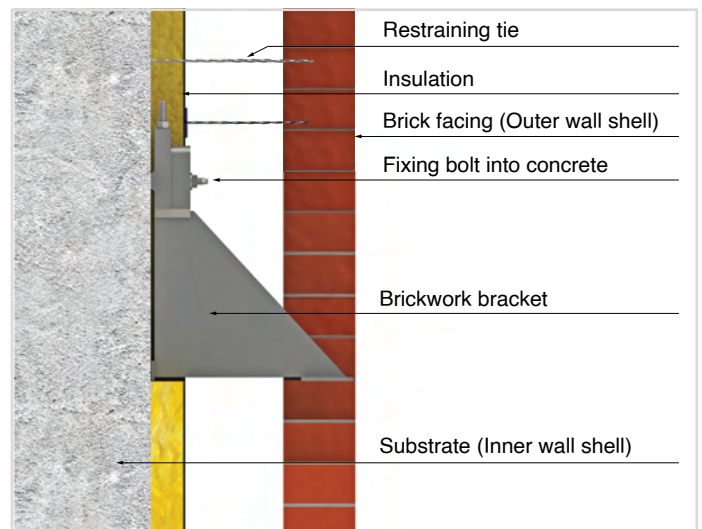 Restraining tie
Insulation
Brick facing (Outer wall shell)
Fixing bolt into concrete
Brickwork bracket
Substrate (Inner wall shell)